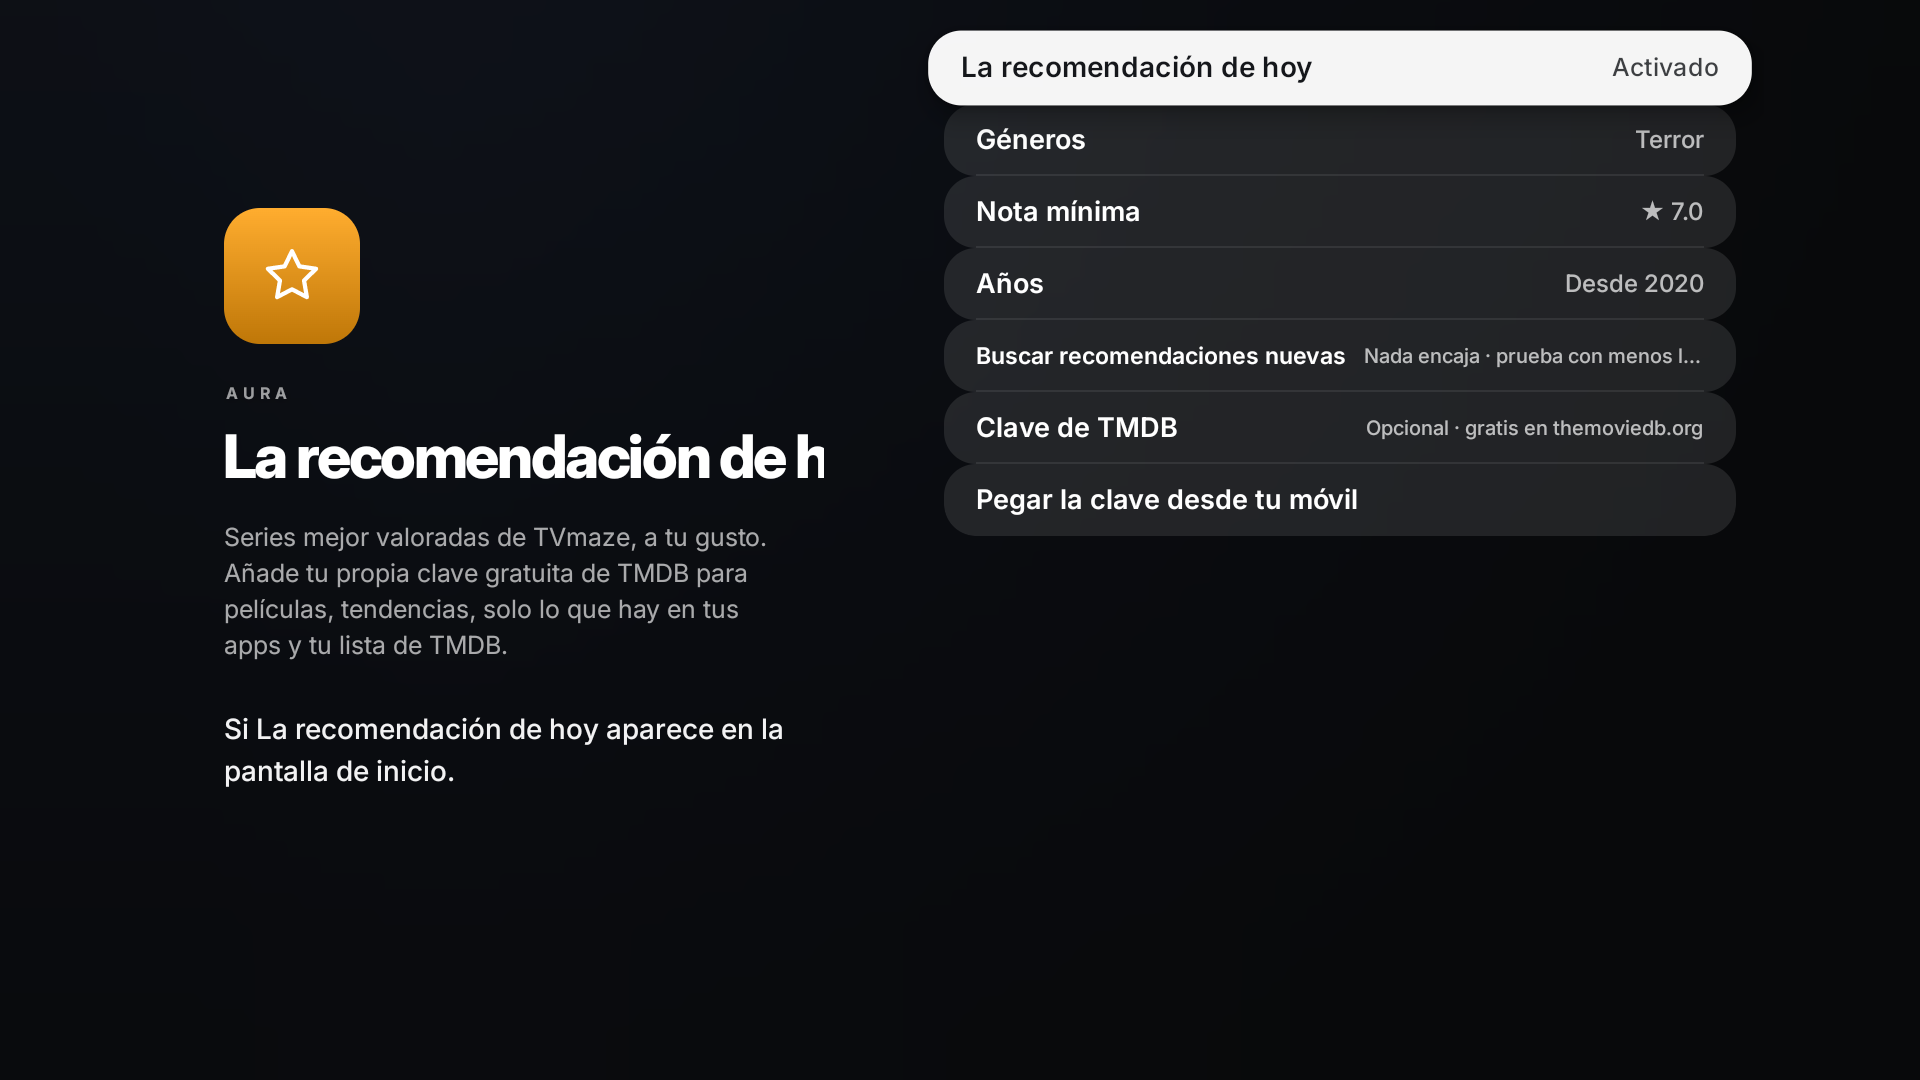 AURA
La recomendación de h
Series mejor valoradas de TVmaze, a tu gusto.
Añade tu propia clave gratuita de TMDB para
películas, tendencias, solo lo que hay en tus
apps y tu lista de TMDB.
Si La recomendación de hoy aparece en la
pantalla de inicio.
La recomendación de hoy Activado
Géneros Terror
Nota mínima ★ 7.0
Años Desde 2020
Buscar recomendaciones nuevas Nada encaja · prueba con menos l...
Clave de TMDB Opcional · gratis en themoviedb.org
Pegar la clave desde tu móvil